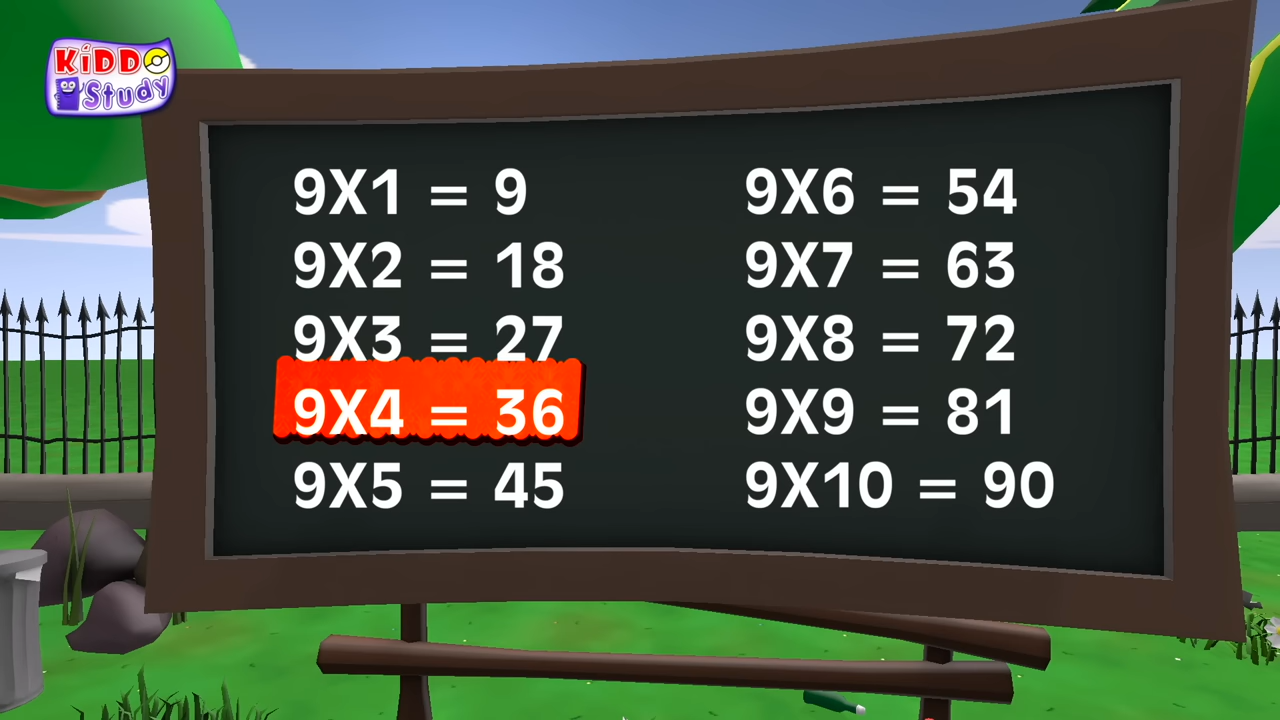 KiDDO
Study
9X1 = 9
9X2 = 18
9X3 = 27
9X4 = 36
9X5 = 45
9X6 = 54
9X7 = 63
9X8 = 72
9X9 = 81
9X10 = 90